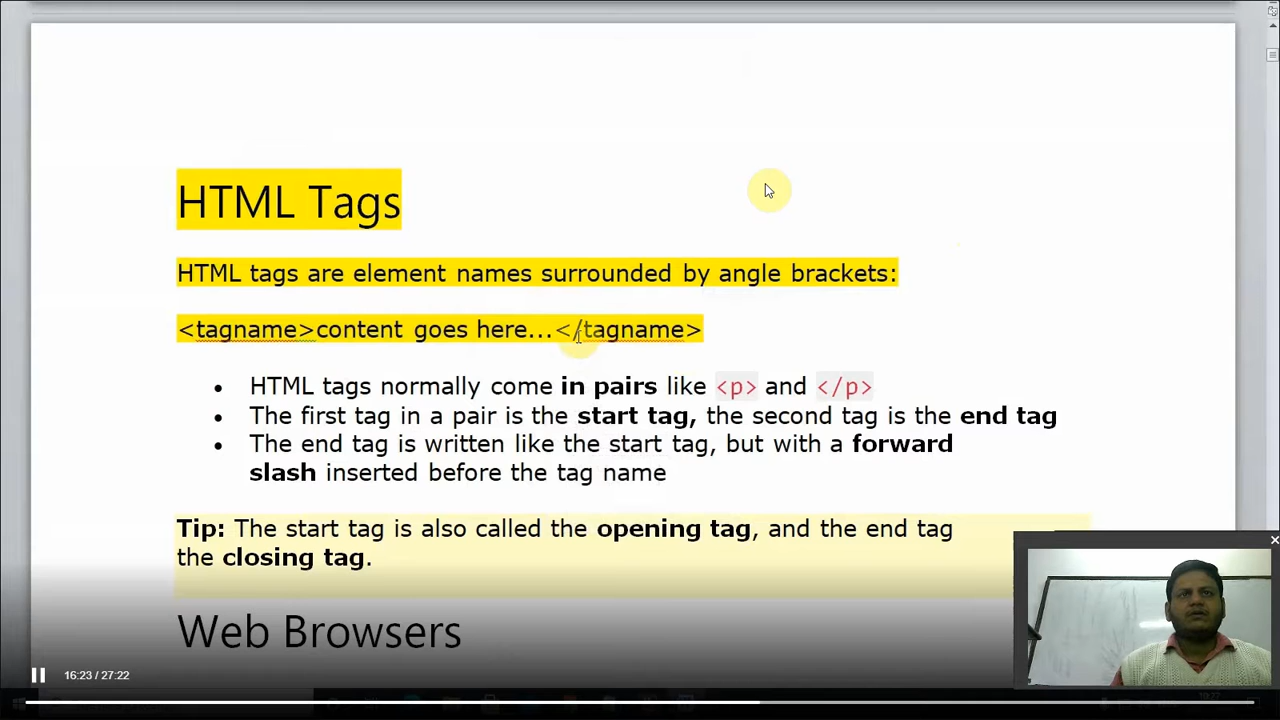 HTML Tags
HTML tags are element names surrounded by angle brackets:
<tagname>content goes here...</tagname>
• HTML tags normally come in pairs like <p> and </p>
• The first tag in a pair is the start tag, the second tag is the end tag
• The end tag is written like the start tag, but with a forward
slash inserted before the tag name
Tip: The start tag is also called the opening tag, and the end tag
the closing tag.
Web Browsers
16:23 / 27:22
19:27